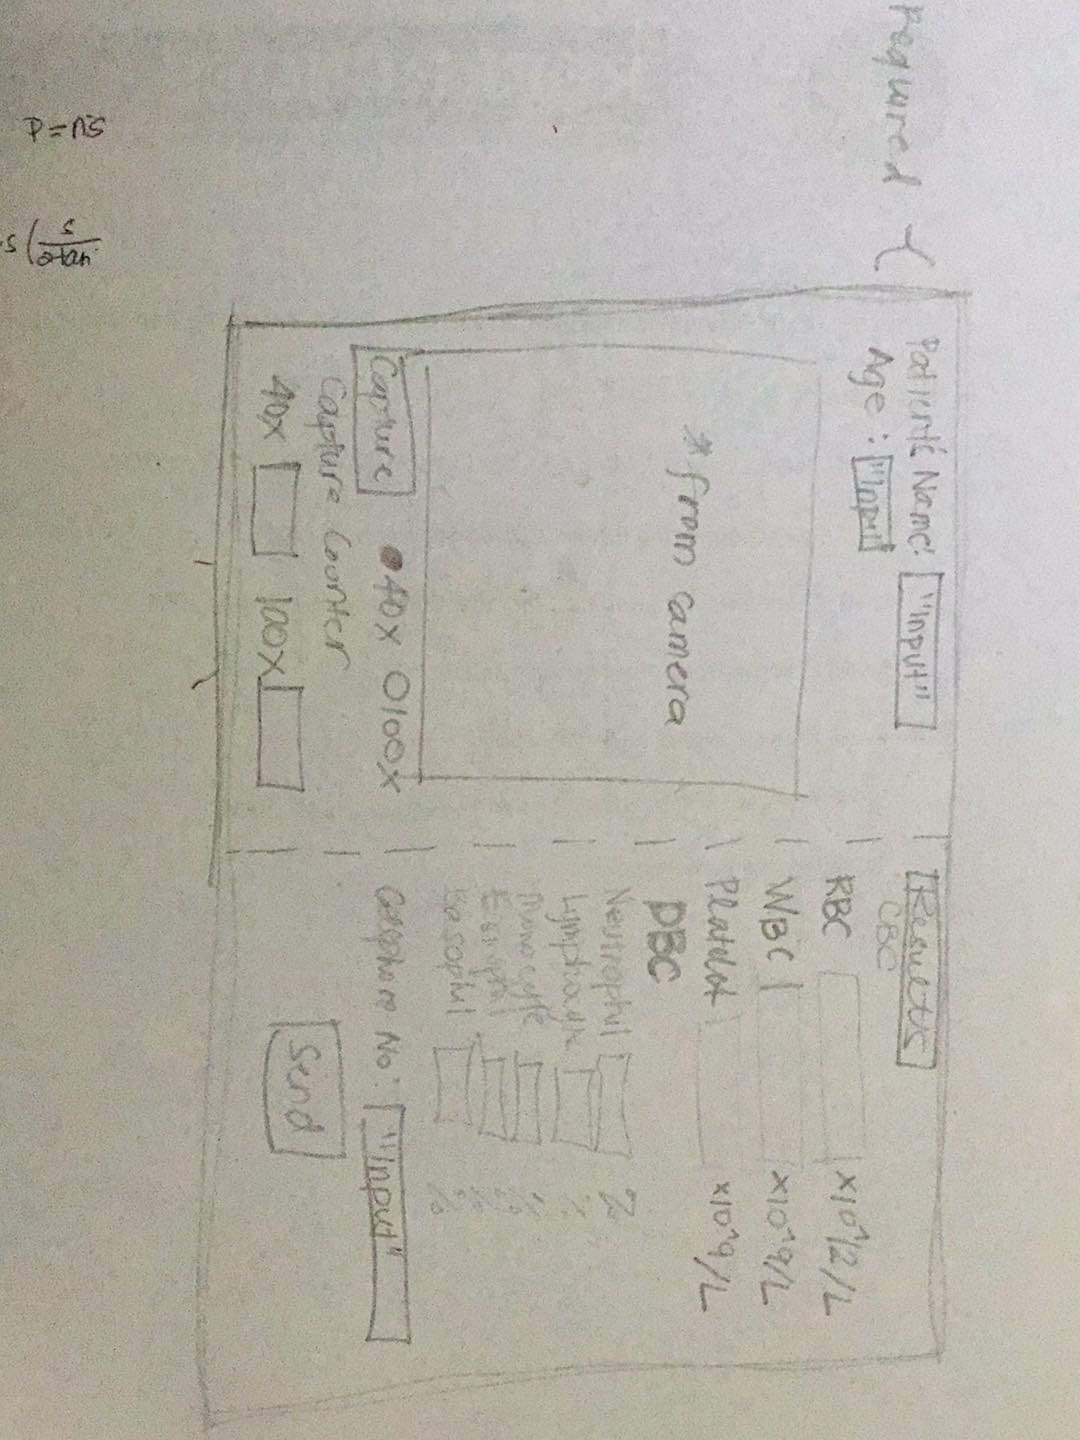 Required {
Patient's Name: "Input"
Age : "Input
*from camera
Capture 40x 100x
Capture Counter
40x 100x
Results
CBC
RBC x10^12/L
WBC x10^9/L
Platelet x10^9/L
DBC
Neutrophil %
Lymphocyte %
Monocyte %
%
Basophil %
Cellphone No: "Input"
Send